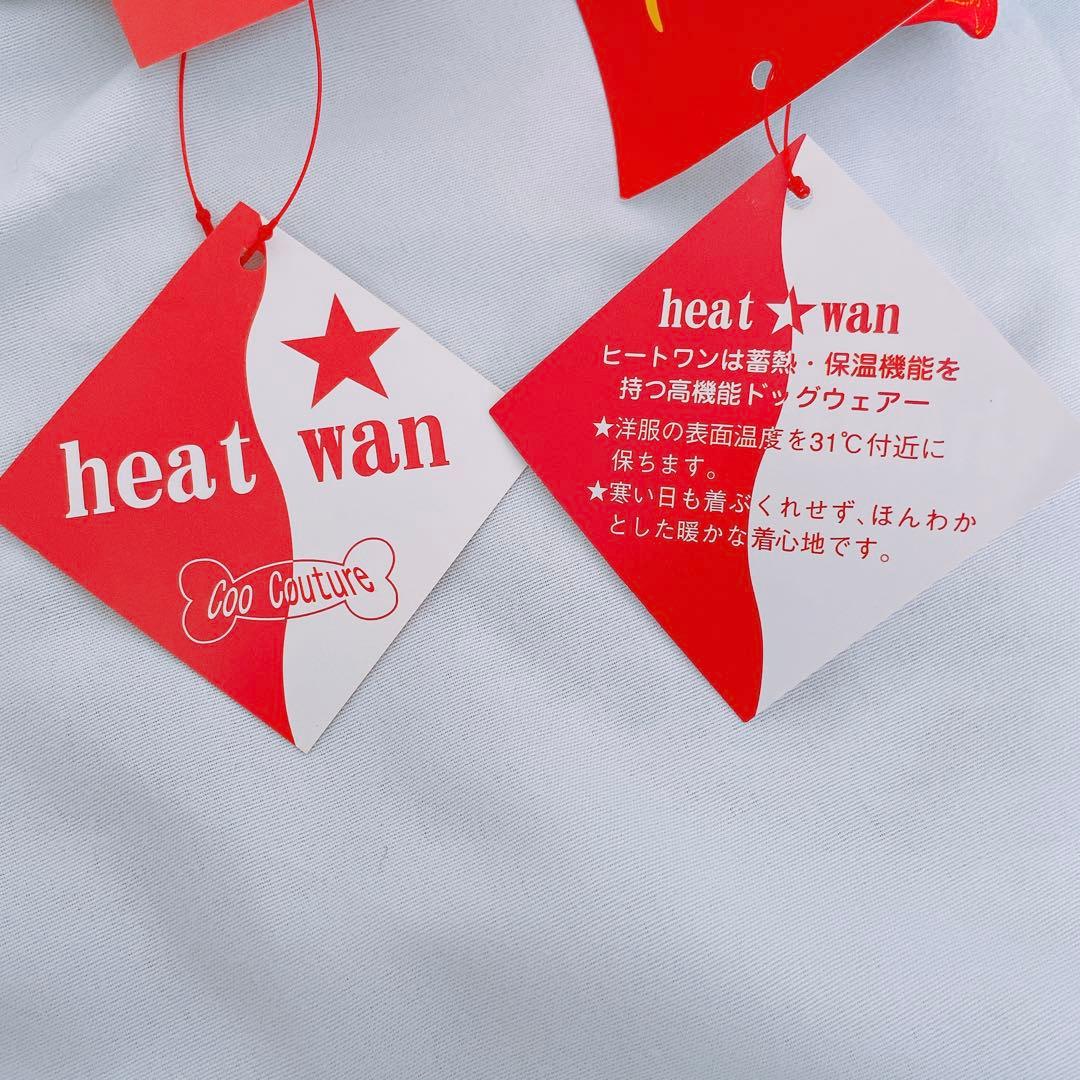 heat wan
Coo Couture
heat★wan
ヒートワンは蓄熱・保温機能を
持つ高機能ドッグウェアー
★洋服の表面温度を31℃付近に
保ちます。
★寒い日も着ぶくれせず、ほんわか
とした暖かな着心地です。